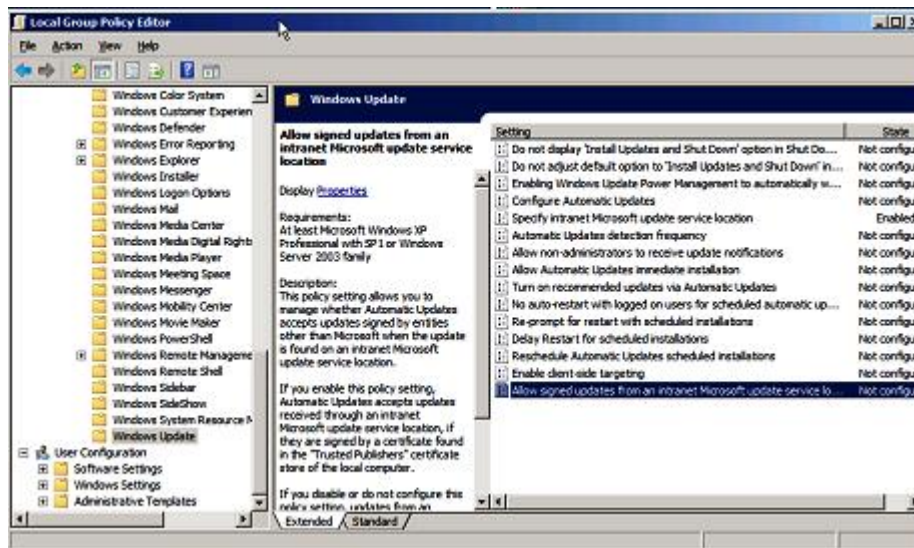 Local Group Policy Editor
File Action View Help
Windows Color System
Windows Customer Experien
Windows Defender
Windows Error Reporting
Windows Explorer
Windows Installer
Windows Logon Options
Windows Mail
Windows Media Center
Windows Media Digital Rights
Windows Media Player
Windows Meeting Space
Windows Messenger
Windows Mobility Center
Windows Movie Maker
Windows PowerShell
Windows Remote Manageme
Windows Remote Shell
Windows Sidebar
Windows SideShow
Windows System Resource M
Windows Update
User Configuration
Software Settings
Windows Settings
Administrative Templates
Windows Update
Allow signed updates from an
intranet Microsoft update service
location
Display Properties
Requirements:
At least Microsoft Windows XP
Professional with SP1 or Windows
Server 2003 family
Description:
This policy setting allows you to
manage whether Automatic Updates
accepts updates signed by entities
other than Microsoft when the update
is found on an intranet Microsoft
update service location.
If you enable this policy setting,
Automatic Updates accepts updates
received through an intranet
Microsoft update service location, if
they are signed by a certificate found
in the "Trusted Publishers" certificate
store of the local computer.
If you disable or do not configure this
policy setting, updates from an
Setting State
Do not display 'Install Updates and Shut Down' option in Shut Do.... Not configu
Do not adjust default option to 'Install Updates and Shut Down' in... Not configu
Enabling Windows Update Power Management to automatically w... Not configu
Configure Automatic Updates Not configu
Specify intranet Microsoft update service location Enabled
Automatic Updates detection frequency Not configu
Allow non-administrators to receive update notifications Not configu
Allow Automatic Updates immediate installation Not configu
Turn on recommended updates via Automatic Updates Not configu
No auto-restart with logged on users for scheduled automatic up... Not configu
Re-prompt for restart with scheduled installations Not configu
Delay Restart for scheduled installations Not configu
Reschedule Automatic Updates scheduled installations Not configu
Enable client-side targeting Not configu
Allow signed updates from an intranet Microsoft update service lo... Not configu
Extended Standard